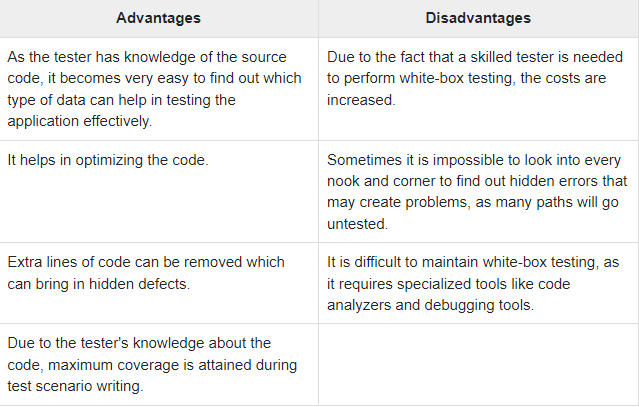 Advantages
Disadvantages
As the tester has knowledge of the source
code, it becomes very easy to find out which
type of data can help in testing the
application effectively.
Due to the fact that a skilled tester is needed
to perform white-box testing, the costs are
increased.
It helps in optimizing the code.
Sometimes it is impossible to look into every
nook and corner to find out hidden errors that
may create problems, as many paths will go
untested.
Extra lines of code can be removed which
can bring in hidden defects.
It is difficult to maintain white-box testing, as
it requires specialized tools like code
analyzers and debugging tools.
Due to the tester's knowledge about the
code, maximum coverage is attained during
test scenario writing.